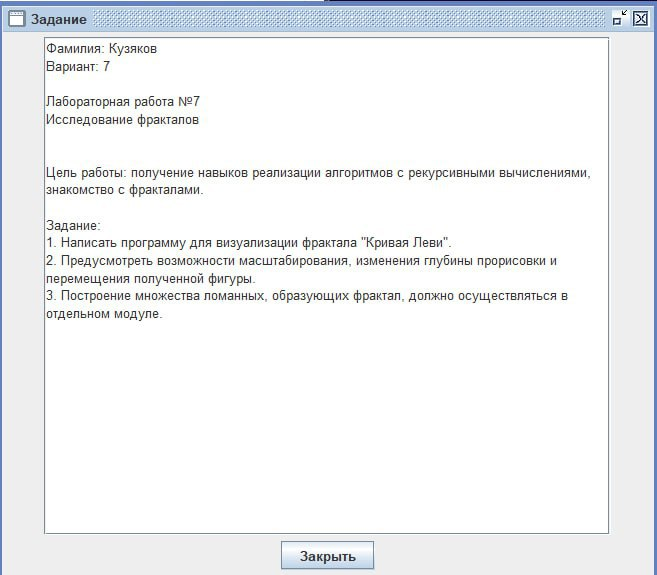 Задание
Фамилия: Кузяков
Вариант: 7
Лабораторная работа №7
Исследование фракталов
Цель работы: получение навыков реализации алгоритмов с рекурсивными вычислениями,
знакомство с фракталами.
Задание:
1. Написать программу для визуализации фрактала "Кривая Леви".
2. Предусмотреть возможности масштабирования, изменения глубины прорисовки и
перемещения полученной фигуры.
3. Построение множества ломанных, образующих фрактал, должно осуществляться в
отдельном модуле.
Закрыть